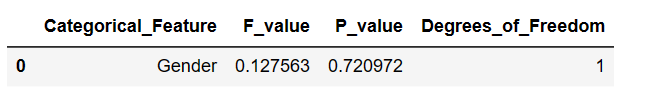 Categorical_Feature F_value P_value Degrees_of_Freedom
0 Gender 0.127563 0.720972 1